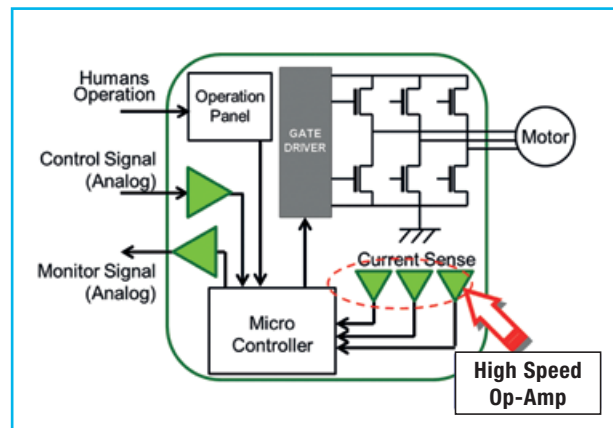 Humans
Operation
Operation
Panel
GATE
DRIVER
Motor
Control Signal
(Analog)
Monitor Signal
(Analog)
Current Sense
Micro
Controller
High Speed
Op-Amp